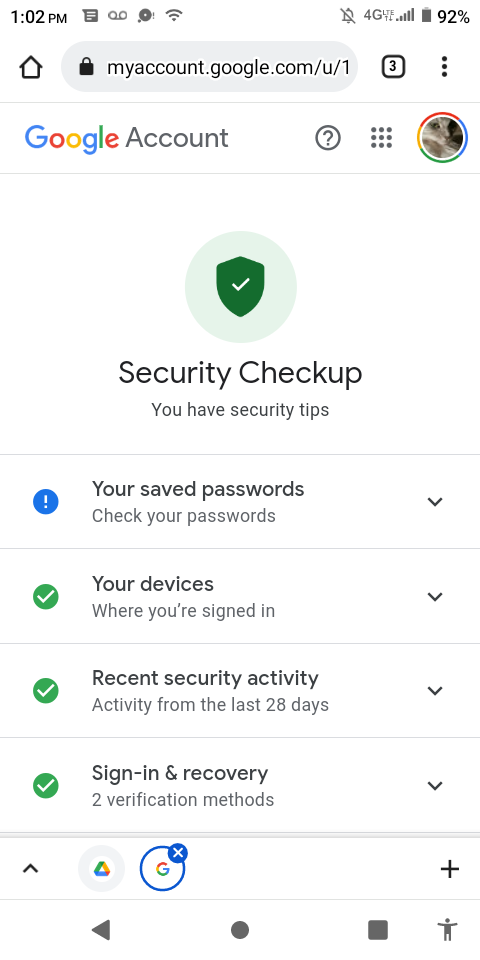 1:02 PM 4G LTE 92%
myaccount.google.com/u/1 3
Google Account
Security Checkup
You have security tips
Your saved passwords
Check your passwords
Your devices
Where you're signed in
Recent security activity
Activity from the last 28 days
Sign-in & recovery
2 verification methods